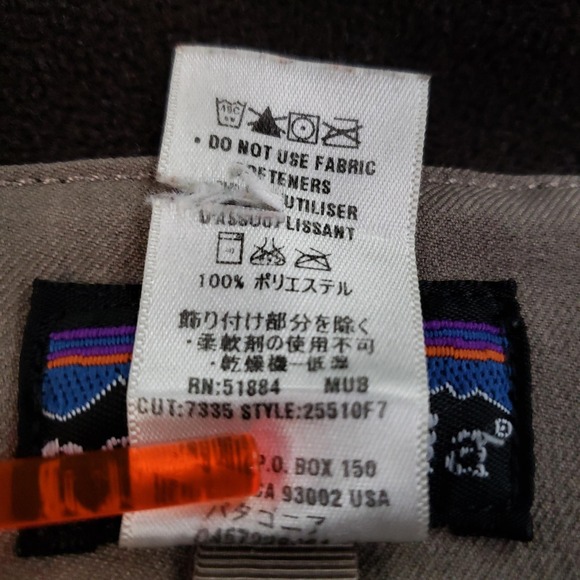 • DO NOT USE FABRIC
UTILISER
D'ASSOUPLISSANT
100% ポリエステル
飾り付け部分を除く
・柔軟剤の使用不可
・乾燥機−低温
RN:51884 MUB
CUT:7335 STYLE:25510F7
P.O. BOX 150
CA 93002 USA
パタゴニア